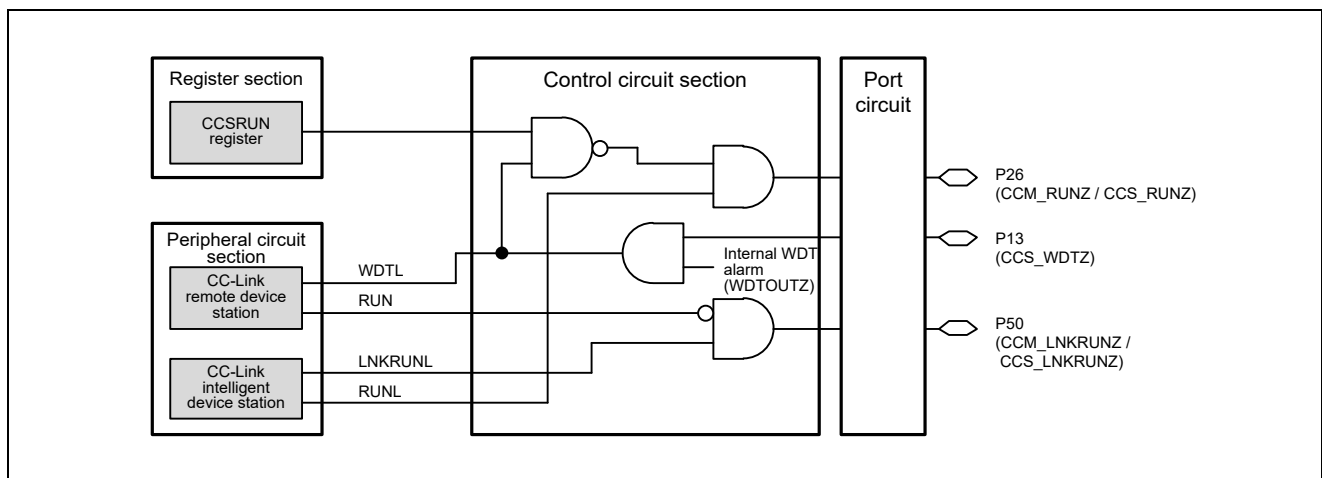 Register section
CCSRUN
register
Peripheral circuit
section
CC-Link
remote device
station
CC-Link
intelligent
device station
WDTL
RUN
LNKRUNL
RUNL
Control circuit section
Internal WDT
alarm
(WDTOUTZ)
Port
circuit
P26
(CCM_RUNZ / CCS_RUNZ)
P13
(CCS_WDTZ)
P50
(CCM_LNKRUNZ /
CCS_LNKRUNZ)